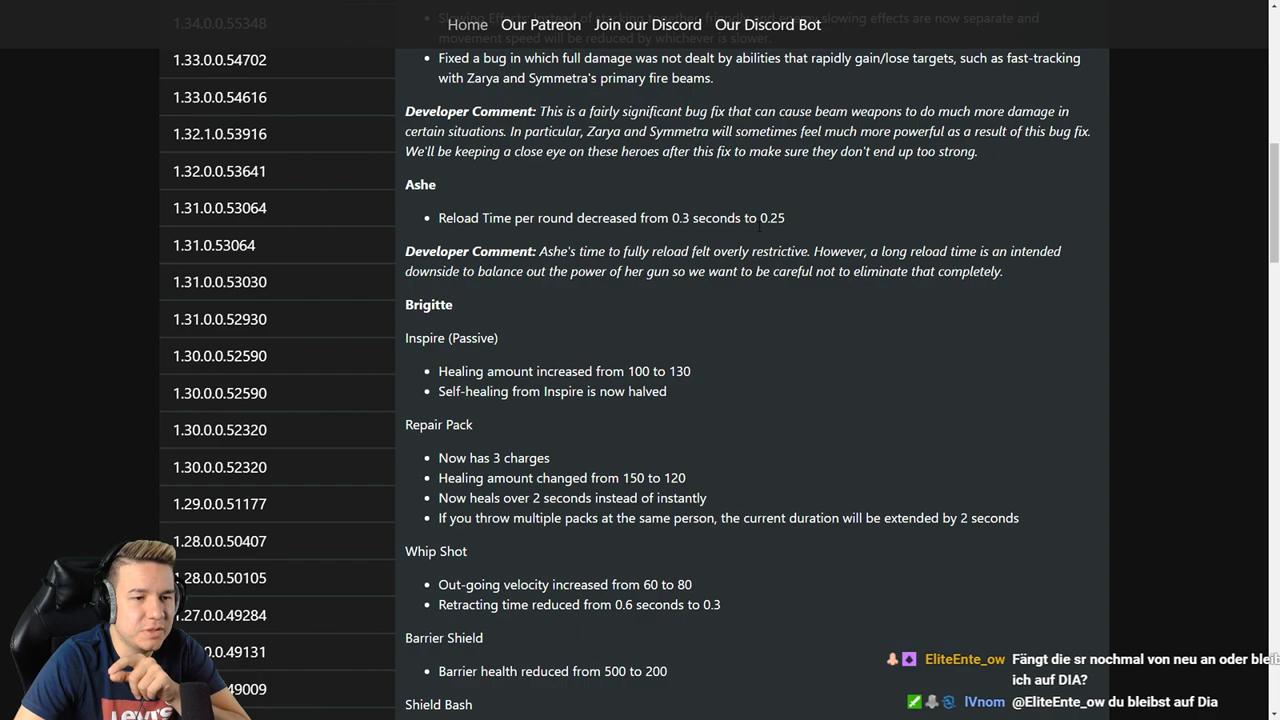 1.34.0.0.55348
1.33.0.0.54702
1.33.0.0.54616
1.32.1.0.53916
1.32.0.0.53641
1.31.0.0.53064
1.31.0.53064
1.31.0.0.53030
1.31.0.0.52930
1.30.0.0.52590
1.30.0.0.52590
1.30.0.0.52320
1.30.0.0.52320
1.29.0.0.51177
1.28.0.0.50407
1.28.0.0.50105
1.27.0.0.49284
49131
49009
Home Our Patreon Join our Discord Our Discord Bot
Slowing Effects: Instead of stacking together, friendly and enemy slowing effects are now separate and
movement speed will be reduced by whichever is slower.
Fixed a bug in which full damage was not dealt by abilities that rapidly gain/lose targets, such as fast-tracking
with Zarya and Symmetra's primary fire beams.
Developer Comment: This is a fairly significant bug fix that can cause beam weapons to do much more damage in
certain situations. In particular, Zarya and Symmetra will sometimes feel much more powerful as a result of this bug fix.
We'll be keeping a close eye on these heroes after this fix to make sure they don't end up too strong.
Ashe
Reload Time per round decreased from 0.3 seconds to 0.25
Developer Comment: Ashe's time to fully reload felt overly restrictive. However, a long reload time is an intended
downside to balance out the power of her gun so we want to be careful not to eliminate that completely.
Brigitte
Inspire (Passive)
Healing amount increased from 100 to 130
Self-healing from Inspire is now halved
Repair Pack
Now has 3 charges
Healing amount changed from 150 to 120
Now heals over 2 seconds instead of instantly
If you throw multiple packs at the same person, the current duration will be extended by 2 seconds
Whip Shot
Out-going velocity increased from 60 to 80
Retracting time reduced from 0.6 seconds to 0.3
Barrier Shield
Barrier health reduced from 500 to 200
Shield Bash
EliteEnte_ow Fängt die sr nochmal von neu an oder bleib
ich auf DIA?
lVnom @EliteEnte_ow du bleibst auf Dia
LEVI'S